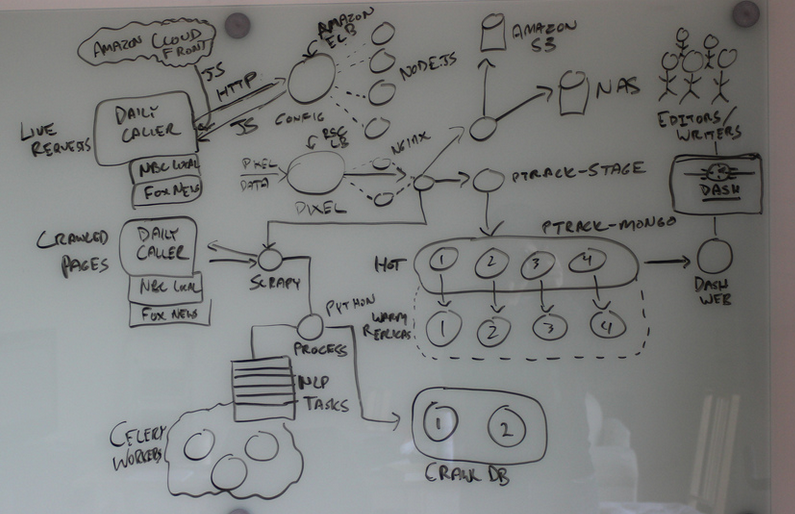 AMAZON CLOUD
FRONT
JS
HTTP
JS
AMAZON
ELB
NODEJS
CONFIG
AMAZON
S3
NAS
EDITORS/
WRITERS
DASH
DASH
WEB
LIVE
REQUESTS
DAILY
CALLER
NBC LOCAL
FOX NEWS
PIXEL
DATA
LB
PIXEL
NGINX
PTRACK-STAGE
PTRACK-MONGO
HOT
1 2 3 4
WARM
REPLICAS
1 2 3 4
CRAWLED
PAGES
DAILY
CALLER
NBC LOCAL
FOX NEWS
SCRAPY
PYTHON
PROCESS
NLP
TASKS
CELERY
WORKERS
1 2
CRAWL DB